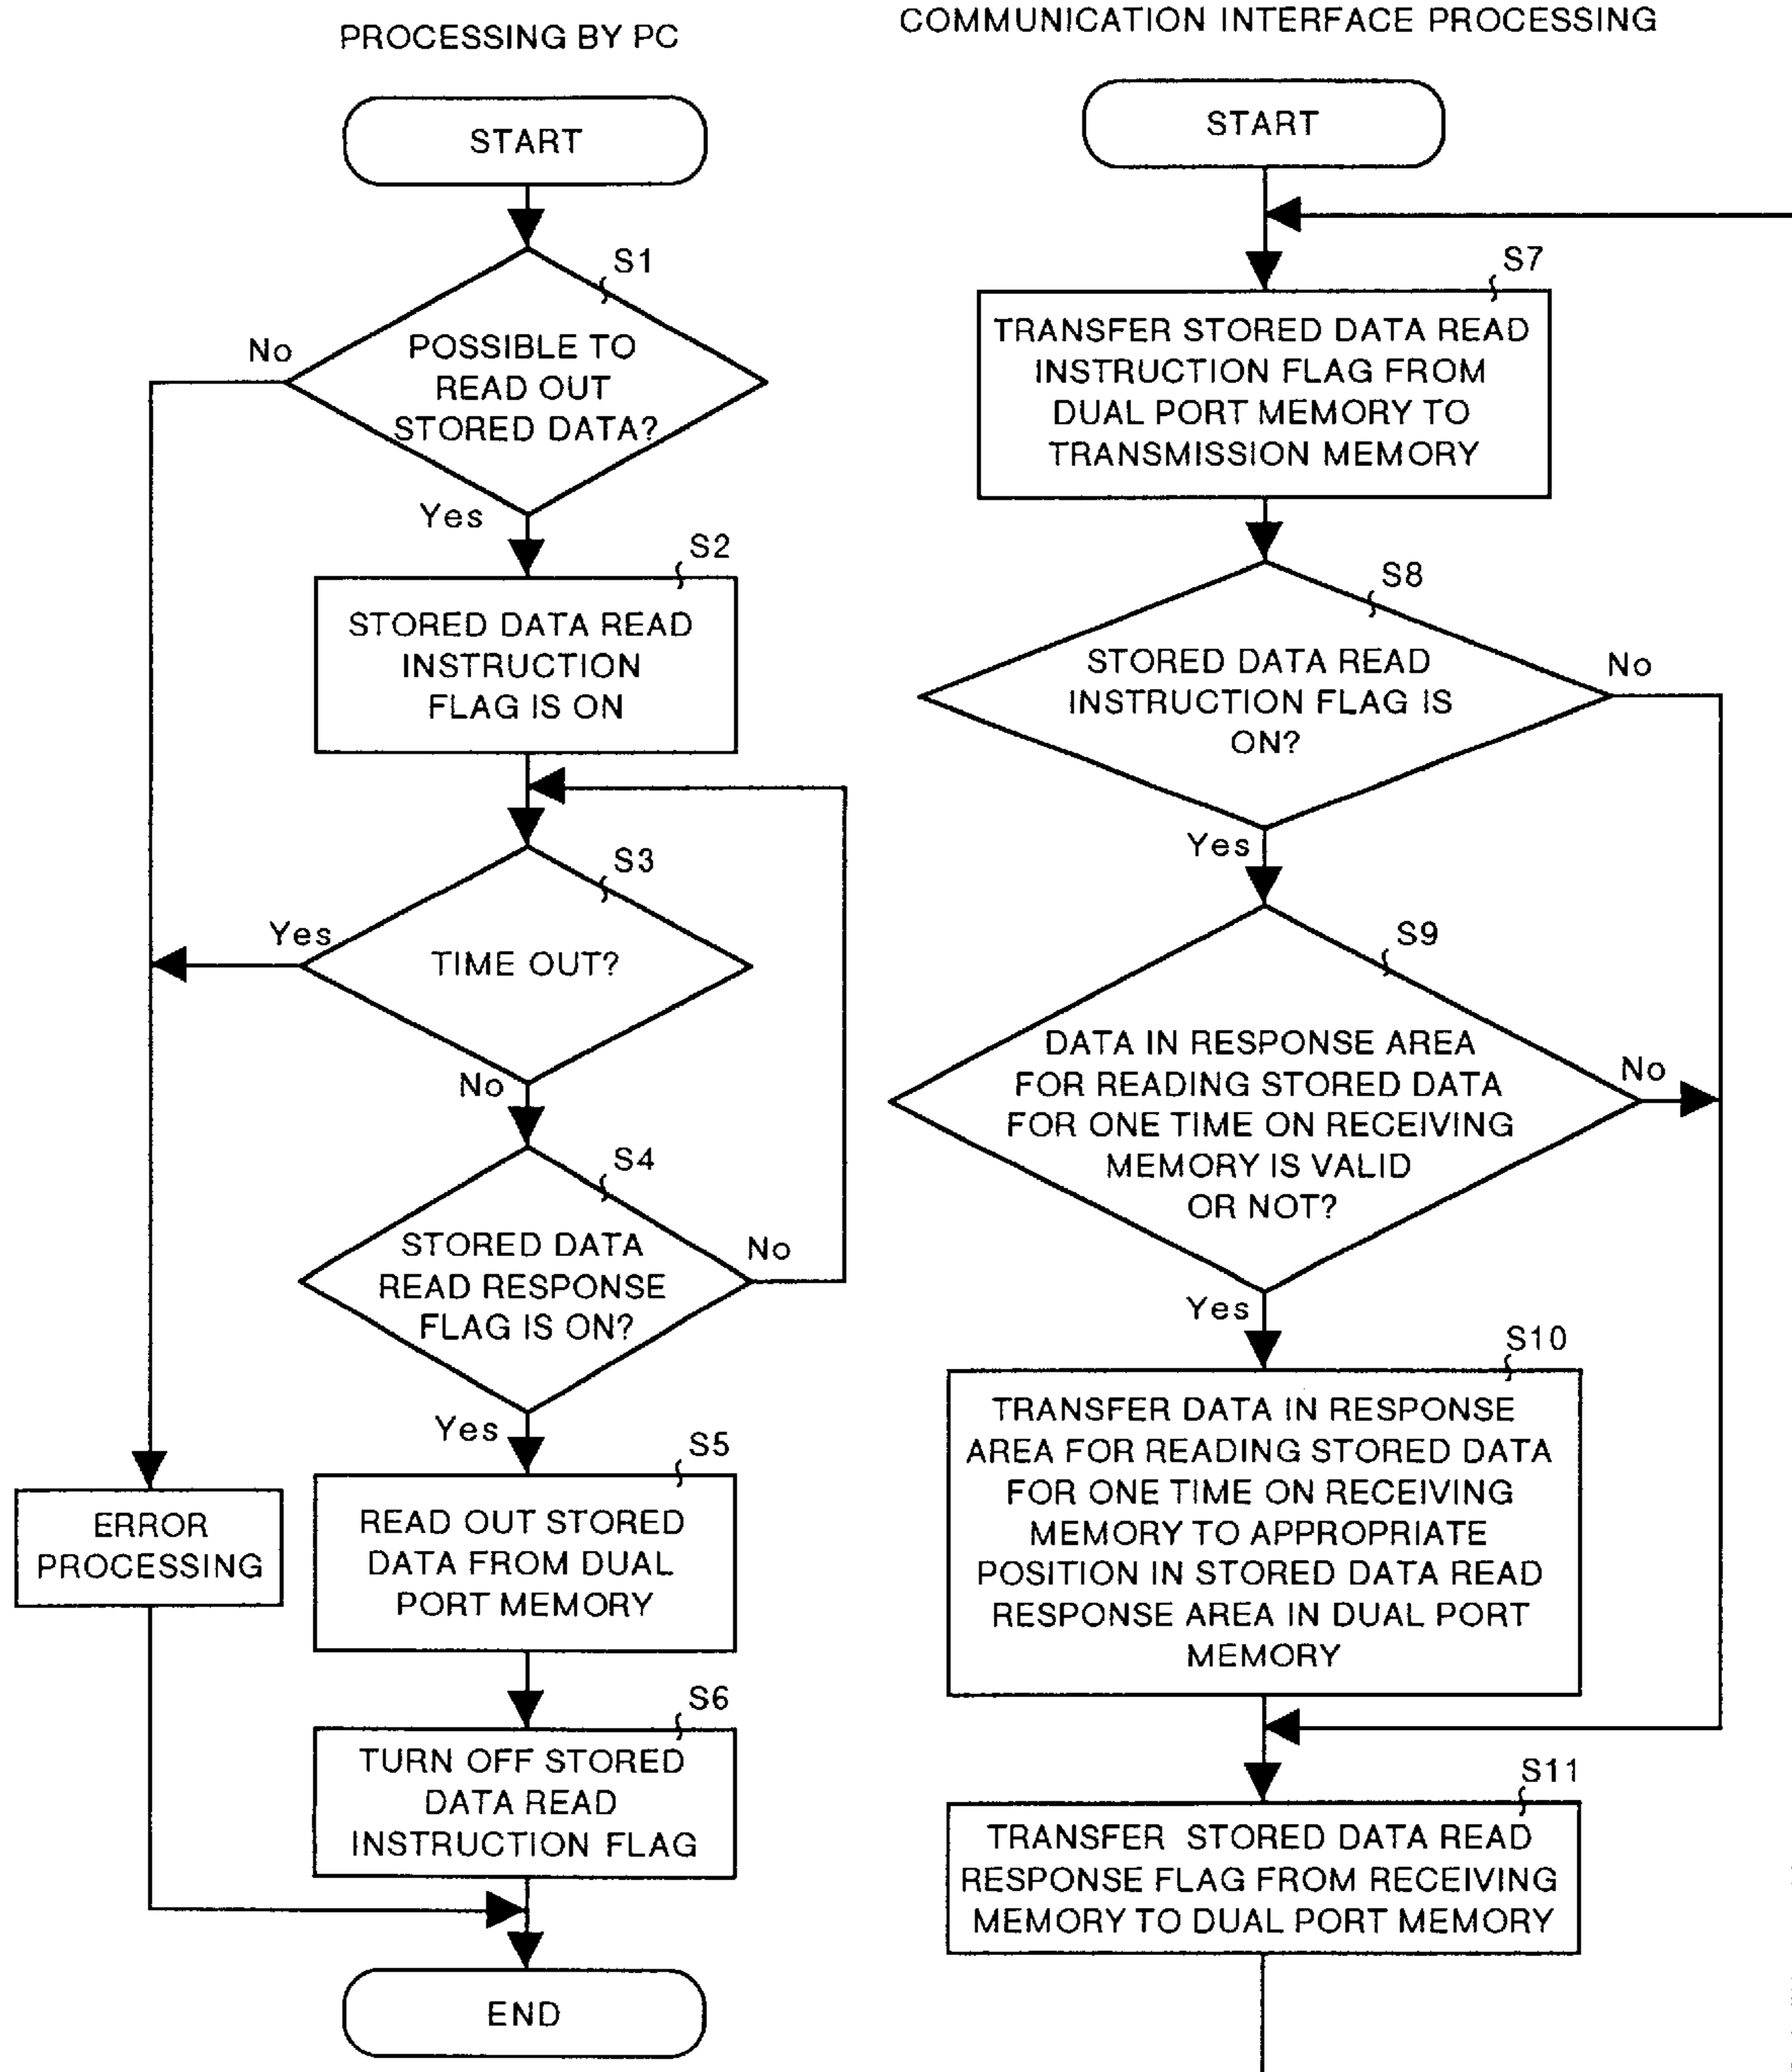 PROCESSING BY PC
START
S1
POSSIBLE TO
READ OUT
STORED DATA?
No
Yes
S2
STORED DATA READ
INSTRUCTION
FLAG IS ON
S3
Yes
TIME OUT?
No
S4
STORED DATA
READ RESPONSE
FLAG IS ON?
No
Yes
S5
READ OUT STORED
DATA FROM DUAL
PORT MEMORY
ERROR
PROCESSING
S6
TURN OFF STORED
DATA READ
INSTRUCTION FLAG
END
COMMUNICATION INTERFACE PROCESSING
START
S7
TRANSFER STORED DATA READ
INSTRUCTION FLAG FROM
DUAL PORT MEMORY TO
TRANSMISSION MEMORY
S8
STORED DATA READ
INSTRUCTION FLAG IS
ON?
No
Yes
S9
DATA IN RESPONSE AREA
FOR READING STORED DATA
FOR ONE TIME ON RECEIVING
MEMORY IS VALID
OR NOT?
No
Yes
S10
TRANSFER DATA IN RESPONSE
AREA FOR READING STORED DATA
FOR ONE TIME ON RECEIVING
MEMORY TO APPROPRIATE
POSITION IN STORED DATA READ
RESPONSE AREA IN DUAL PORT
MEMORY
S11
TRANSFER STORED DATA READ
RESPONSE FLAG FROM RECEIVING
MEMORY TO DUAL PORT MEMORY